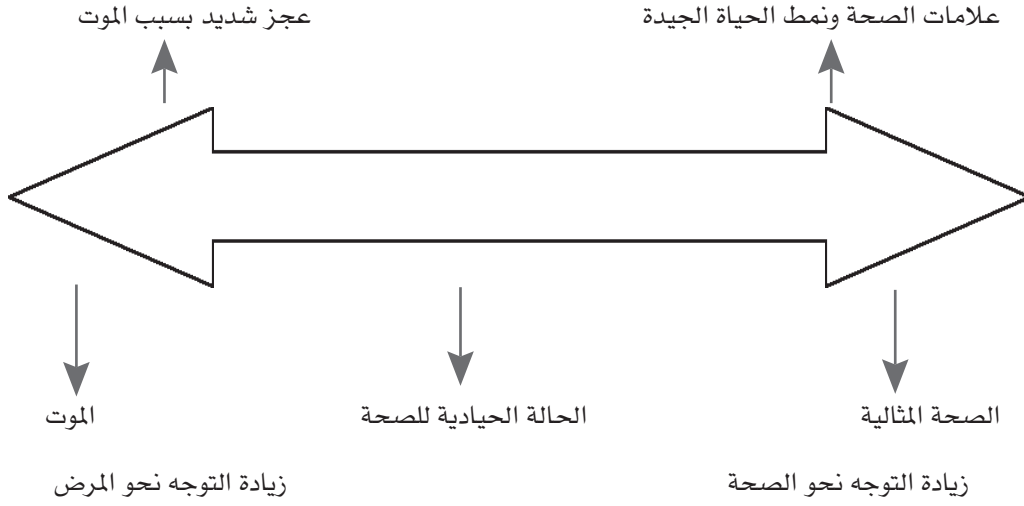 علامات الصحة ونمط الحياة الجيدة
عجز شديد بسبب الموت
الصحة المثالية
الحالة الحيادية للصحة
الموت
زيادة التوجه نحو الصحة
زيادة التوجه نحو المرض